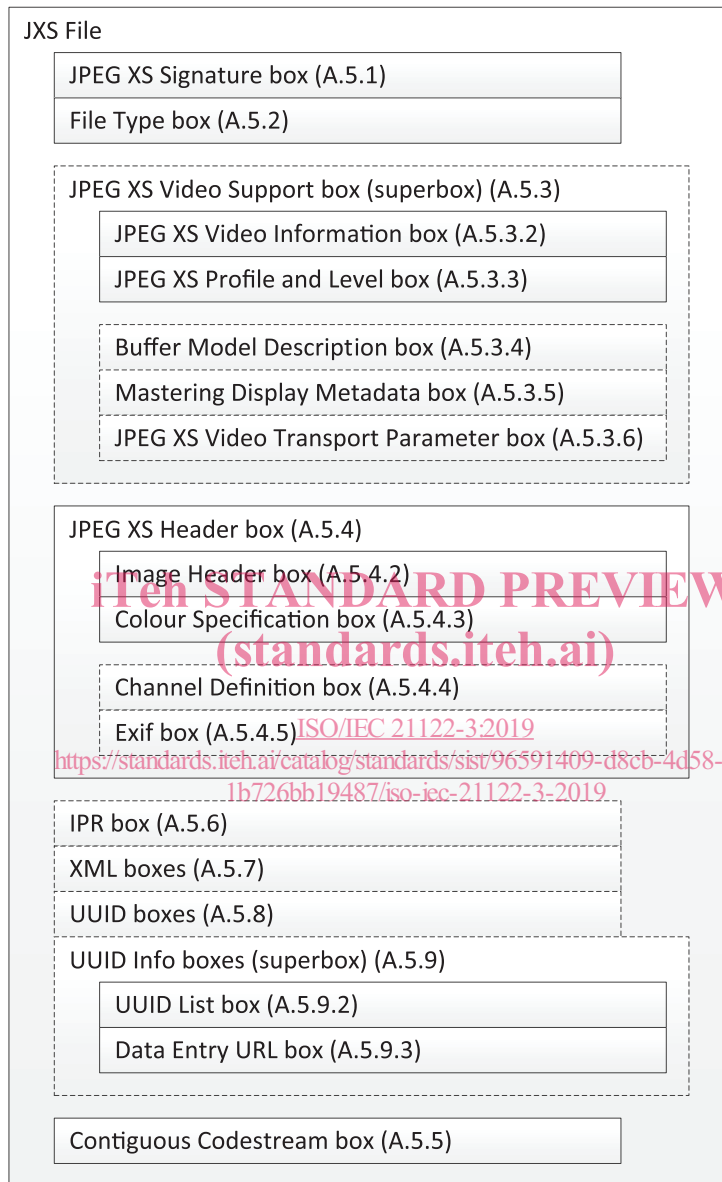 JXS File
JPEG XS Signature box (A.5.1)
File Type box (A.5.2)
JPEG XS Video Support box (superbox) (A.5.3)
JPEG XS Video Information box (A.5.3.2)
JPEG XS Profile and Level box (A.5.3.3)
Buffer Model Description box (A.5.3.4)
Mastering Display Metadata box (A.5.3.5)
JPEG XS Video Transport Parameter box (A.5.3.6)
JPEG XS Header box (A.5.4)
Image Header box (A.5.4.2)
iTeh STANDARD PREVIEW
Colour Specification box (A.5.4.3)
(standards.iteh.ai)
Channel Definition box (A.5.4.4)
Exif box (A.5.4.5)
ISO/IEC 21122-3:2019
https://standards.iteh.ai/catalog/standards/sist/96591409-d8cb-4d58-
1b726bb19487/iso-iec-21122-3-2019
IPR box (A.5.6)
XML boxes (A.5.7)
UUID boxes (A.5.8)
UUID Info boxes (superbox) (A.5.9)
UUID List box (A.5.9.2)
Data Entry URL box (A.5.9.3)
Contiguous Codestream box (A.5.5)